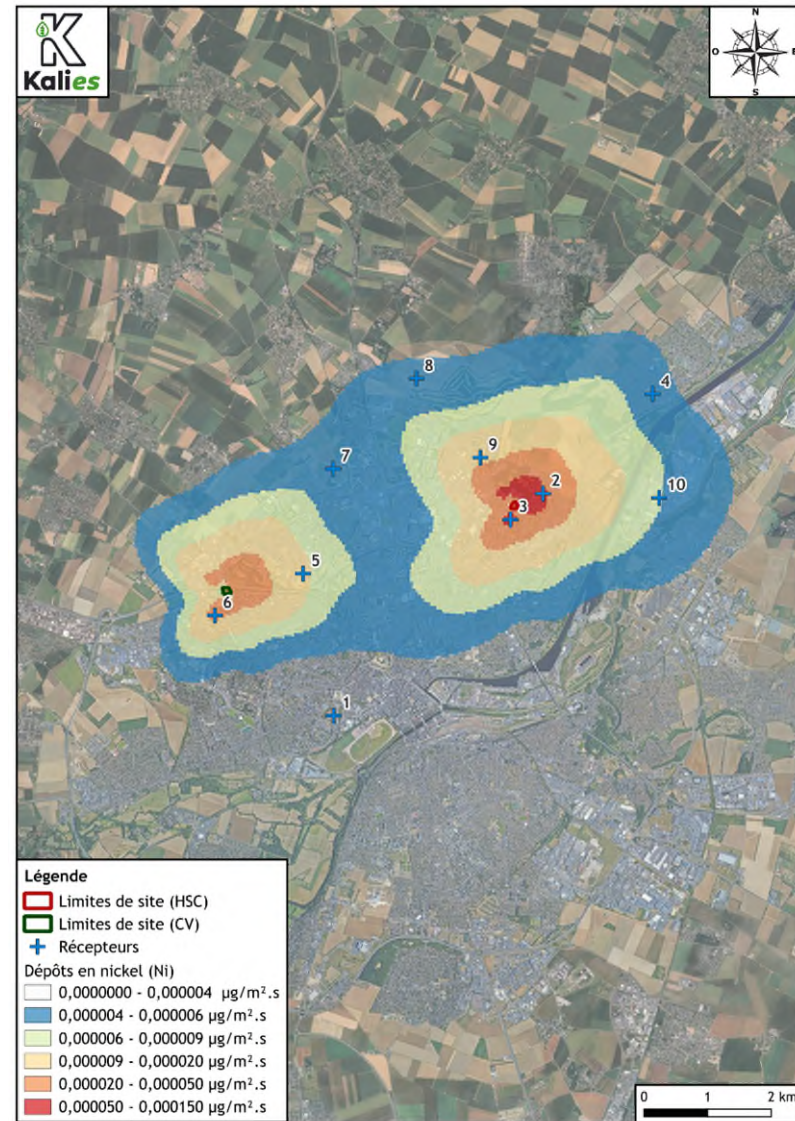 Kalies
N
O
E
S
8
4
7
9
2
10
3
5
6
1
Légende
Limites de site (HSC)
Limites de site (CV)
Récepteurs
Dépôts en nickel (Ni)
0,0000000 - 0,000004 µg/m².s
0,000004 - 0,000006 µg/m².s
0,000006 - 0,000009 µg/m².s
0,000009 - 0,000020 µg/m².s
0,000020 - 0,000050 µg/m².s
0,000050 - 0,000150 µg/m².s
0 1 2 km